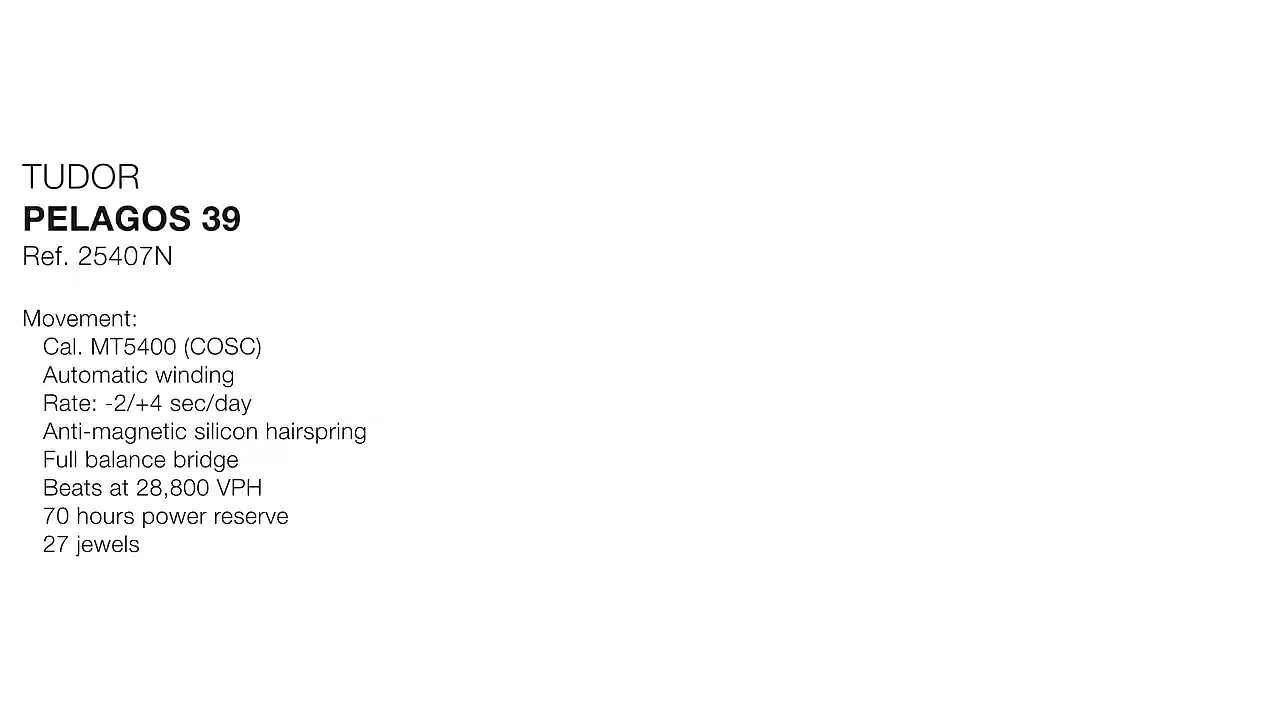 TUDOR
PELAGOS 39
Ref. 25407N
Movement:
Cal. MT5400 (COSC)
Automatic winding
Rate: -2/+4 sec/day
Anti-magnetic silicon hairspring
Full balance bridge
Beats at 28,800 VPH
70 hours power reserve
27 jewels